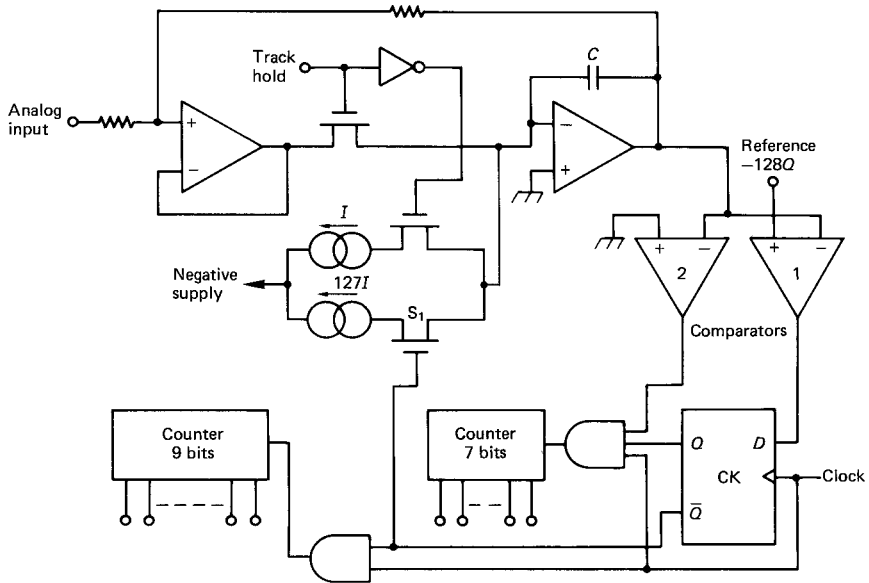 C
Track
hold
Analog
input
+
−
−
+
Reference
−128Q
I
127I
Negative
supply
S₁
+ −
2
+ −
1
Comparators
Counter
9 bits
Counter
7 bits
Q D
CK
Clock
Q̅